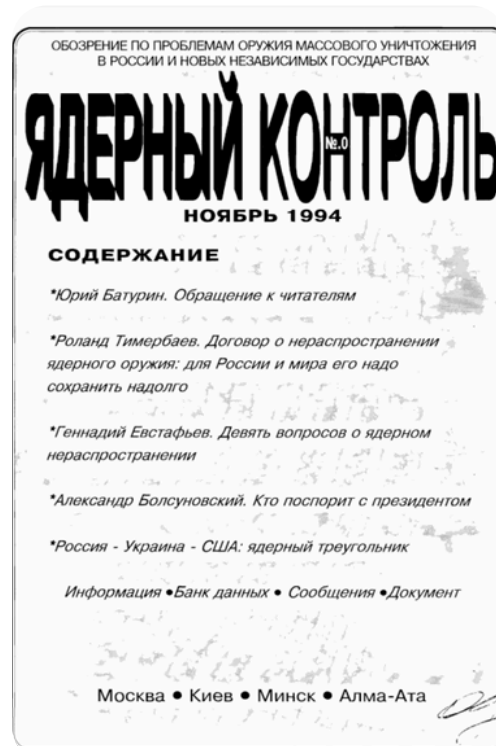 ОБОЗРЕНИЕ ПО ПРОБЛЕМАМ ОРУЖИЯ МАССОВОГО УНИЧТОЖЕНИЯ
В РОССИИ И НОВЫХ НЕЗАВИСИМЫХ ГОСУДАРСТВАХ
ЯДЕРНЫЙ КОНТРОЛЬ
№.0
НОЯБРЬ 1994
СОДЕРЖАНИЕ
*Юрий Батурин. Обращение к читателям
*Роланд Тимербаев. Договор о нераспространении
ядерного оружия: для России и мира его надо
сохранить надолго
*Геннадий Евстафьев. Девять вопросов о ядерном
нераспространении
*Александр Болсуновский. Кто поспорит с президентом
*Россия - Украина - США: ядерный треугольник
Информация ●Банк данных ● Сообщения ●Документ
Москва ● Киев ● Минск ● Алма-Ата